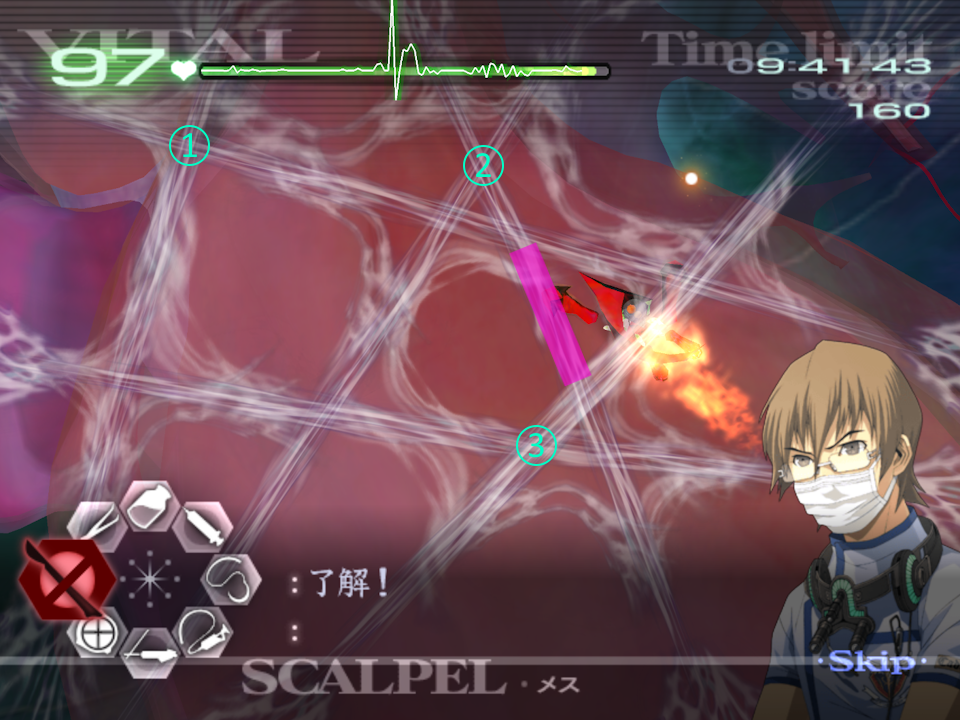 VITAL
97
Time limit
09:41:43
score
160
①
②
③
:了解!
:
SCALPEL・メス
・Skip・